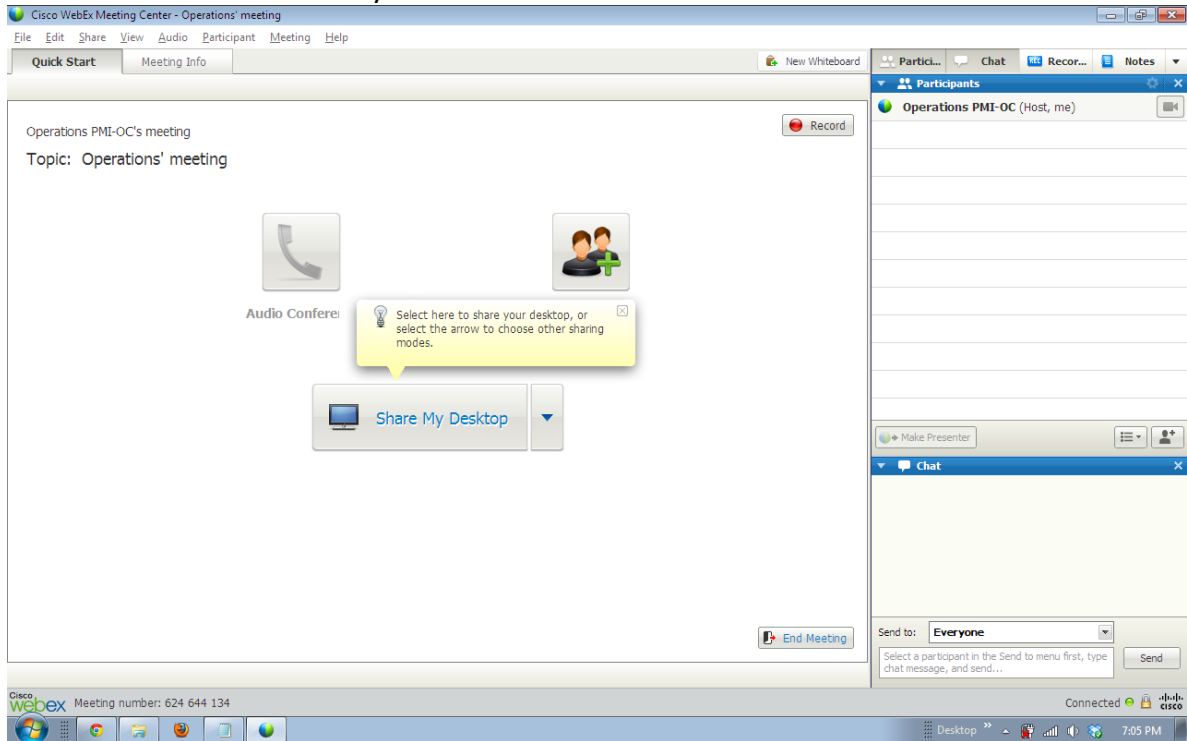 Cisco WebEx Meeting Center - Operations' meeting
File Edit Share View Audio Participant Meeting Help
Quick Start Meeting Info New Whiteboard
Partici... Chat Recor... Notes
Participants
Operations PMI-OC (Host, me)
Operations PMI-OC's meeting
Record
Topic: Operations' meeting
Audio Confere
Select here to share your desktop, or
select the arrow to choose other sharing
modes.
Share My Desktop
Make Presenter
Chat
End Meeting
Send to: Everyone
Select a participant in the Send to menu first, type
chat message, and send...
Send
Cisco
webex Meeting number: 624 644 134
Connected
CISCO
Desktop
7:05 PM